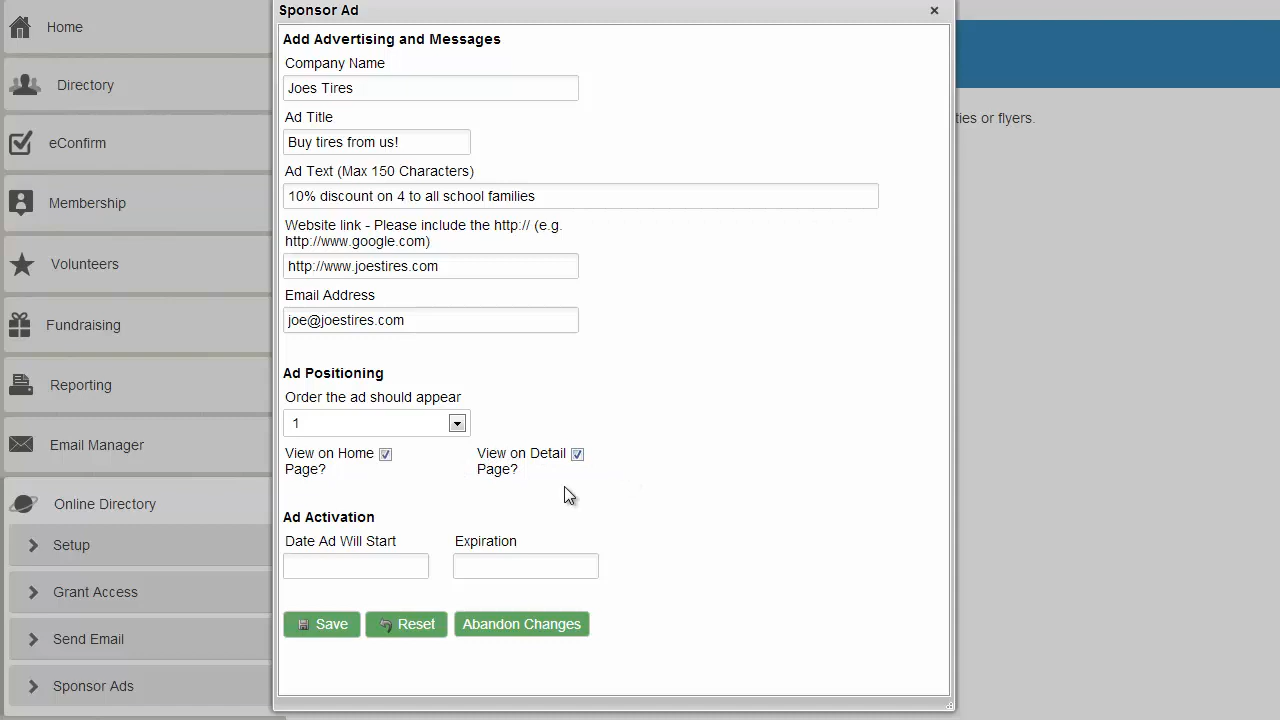 Home
Directory
eConfirm
Membership
Volunteers
Fundraising
Reporting
Email Manager
Online Directory
Setup
Grant Access
Send Email
Sponsor Ads
Sponsor Ad
Add Advertising and Messages
Company Name
Joes Tires
Ad Title
Buy tires from us!
Ad Text (Max 150 Characters)
10% discount on 4 to all school families
Website link - Please include the http:// (e.g.
http://www.google.com)
http://www.joestires.com
Email Address
joe@joestires.com
Ad Positioning
Order the ad should appear
1
View on Home
Page?
View on Detail
Page?
Ad Activation
Date Ad Will Start
Expiration
Save
Reset
Abandon Changes
ties or flyers.